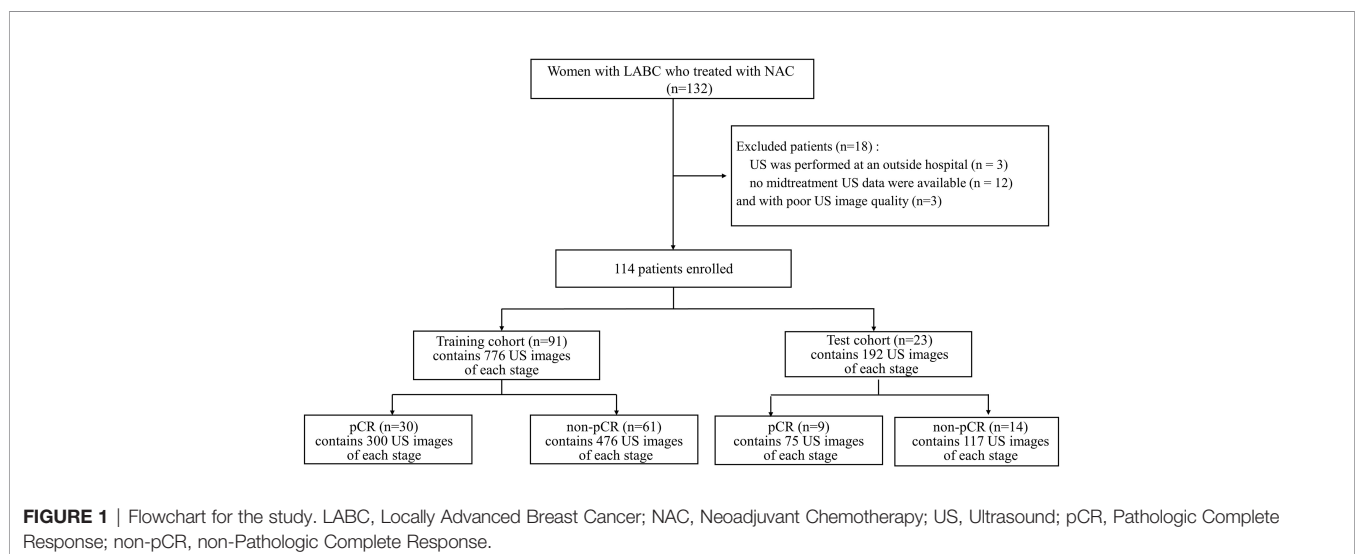 Women with LABC who treated with NAC
(n=132)
Excluded patients (n=18) :
US was performed at an outside hospital (n = 3)
no midtreatment US data were available (n = 12)
and with poor US image quality (n=3)
114 patients enrolled
Training cohort (n=91)
contains 776 US images
of each stage
Test cohort (n=23)
contains 192 US images
of each stage
pCR (n=30)
contains 300 US images
of each stage
non-pCR (n=61)
contains 476 US images
of each stage
pCR (n=9)
contains 75 US images
of each stage
non-pCR (n=14)
contains 117 US images
of each stage
FIGURE 1 | Flowchart for the study. LABC, Locally Advanced Breast Cancer; NAC, Neoadjuvant Chemotherapy; US, Ultrasound; pCR, Pathologic Complete
Response; non-pCR, non-Pathologic Complete Response.